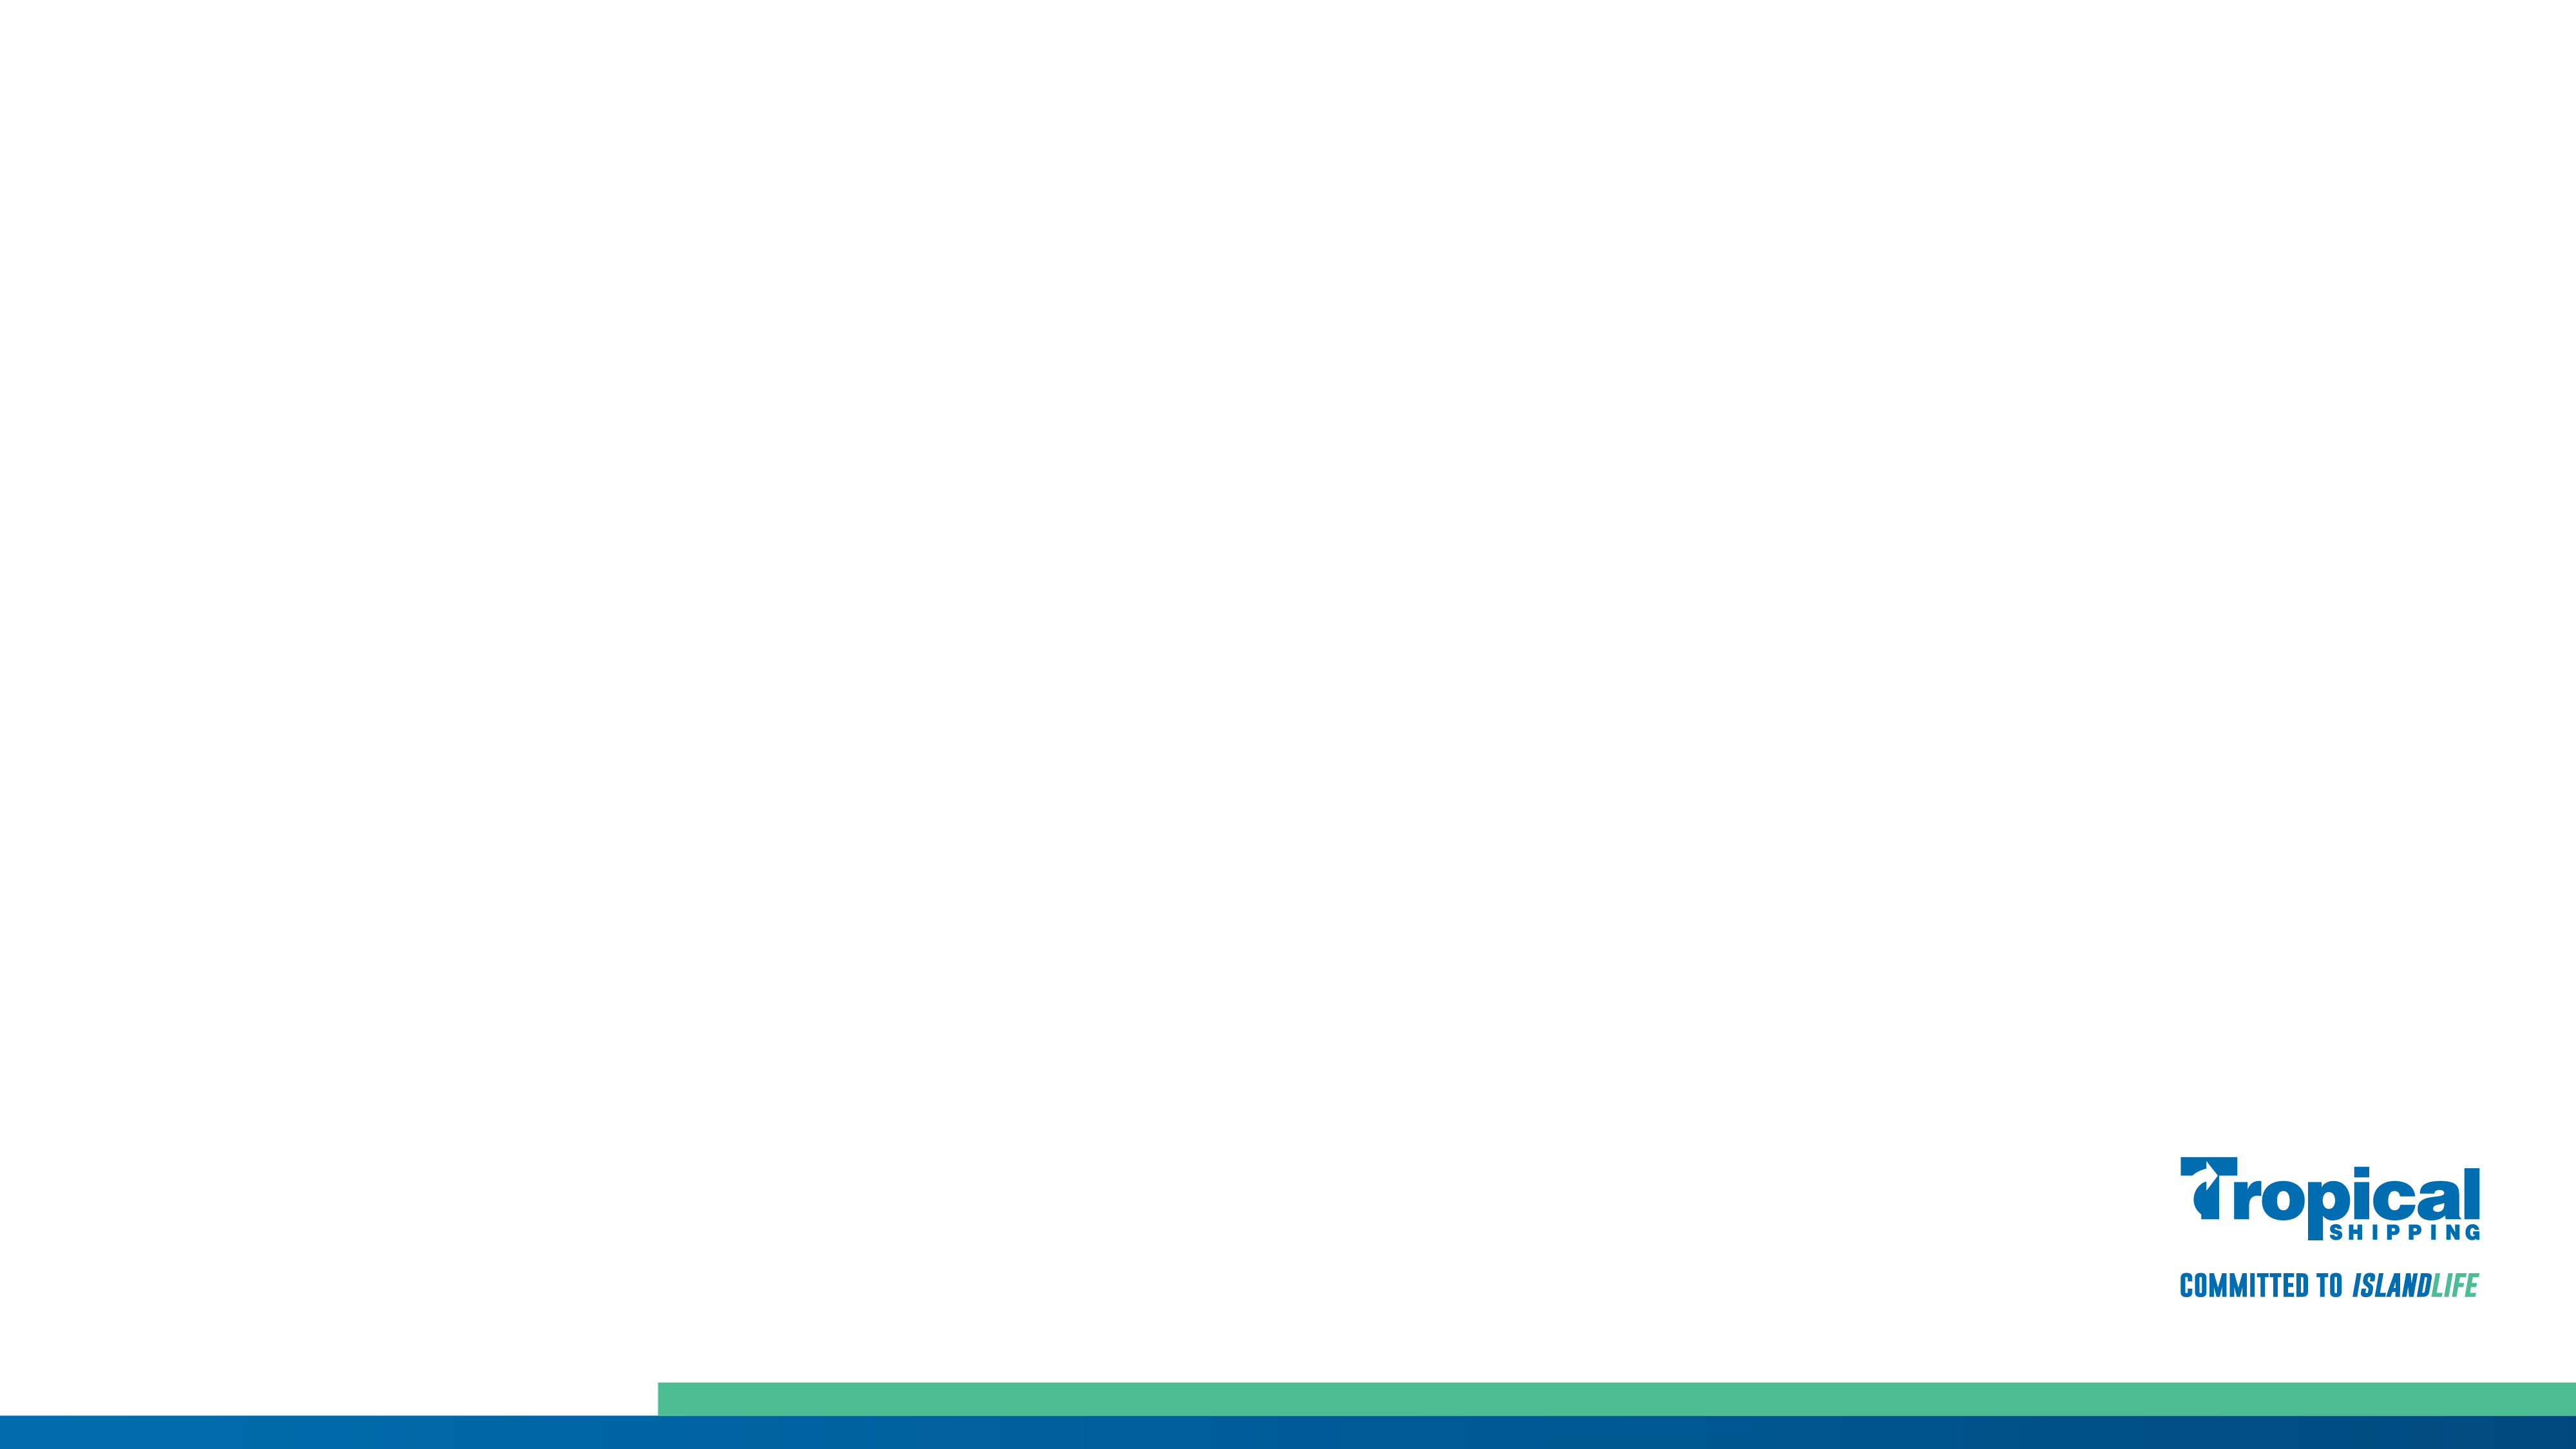 Tropical
SHIPPING
COMMITTED TO ISLANDLIFE